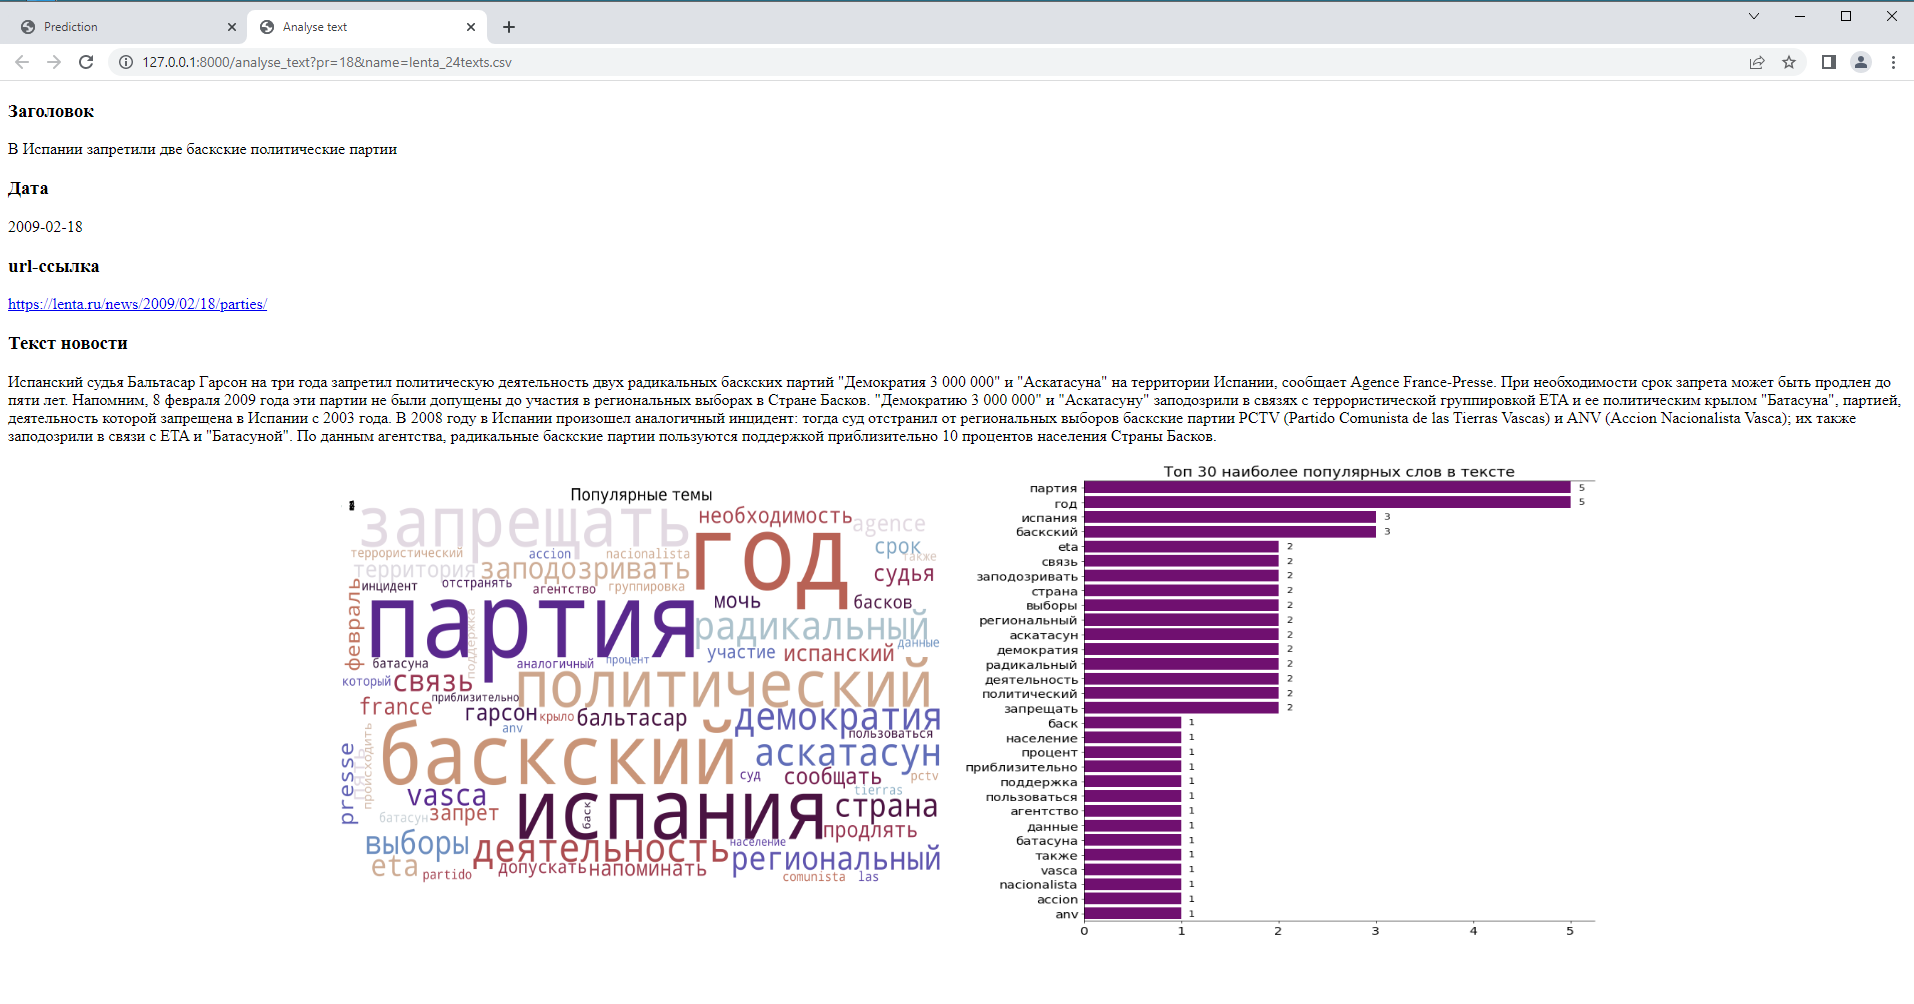 Prediction
Analyse text
127.0.0.1:8000/analyse_text?pr=18&name=lenta_24texts.csv
Заголовок
В Испании запретили две баскские политические партии
Дата
2009-02-18
url-ссылка
https://lenta.ru/news/2009/02/18/parties/
Текст новости
Испанский судья Бальтасар Гарсон на три года запретил политическую деятельность двух радикальных баскских партий "Демократия 3 000 000" и "Аскатасуна" на территории Испании, сообщает Agence France-Presse. При необходимости срок запрета может быть продлен до
пяти лет. Напомним, 8 февраля 2009 года эти партии не были допущены до участия в региональных выборах в Стране Басков. "Демократию 3 000 000" и "Аскатасуну" заподозрили в связях с террористической группировкой ETA и ее политическим крылом "Батасуна", партией,
деятельность которой запрещена в Испании с 2003 года. В 2008 году в Испании произошел аналогичный инцидент: тогда суд отстранил от региональных выборов баскские партии PCTV (Partido Comunista de las Tierras Vascas) и ANV (Accion Nacionalista Vasca); их также
заподозрили в связи с ETA и "Батасуной". По данным агентства, радикальные баскские партии пользуются поддержкой приблизительно 10 процентов населения Страны Басков.
Популярные темы
запрещать
необходимость
agence
год
срок
также
террористический
accion
nacionalista
территория
заподозривать
судья
инцидент
отстранять
агентство
группировка
мочь
басков
февраль
партия
поддержка
радикальный
данные
батасуна
аналогичный
процент
участие
испанский
который
связь
приблизительно
политический
france
гарсон
крыло
бальтасар
демократия
anv
пользоваться
баскский
аскатасун
presse
пять
происходить
суд
сообщать
pctv
vasca
испания
баск
tierras
страна
батасун
запрет
продлять
выборы
деятельность
население
региональный
eta
partido
допускать
напоминать
comunista
las
Топ 30 наиболее популярных слов в тексте
партия 5
год 5
испания 3
баскский 3
eta 2
связь 2
заподозривать 2
страна 2
выборы 2
региональный 2
аскатасун 2
демократия 2
радикальный 2
деятельность 2
политический 2
запрещать 2
баск 1
население 1
процент 1
приблизительно 1
поддержка 1
пользоваться 1
агентство 1
данные 1
батасуна 1
также 1
vasca 1
nacionalista 1
accion 1
anv 1
0 1 2 3 4 5